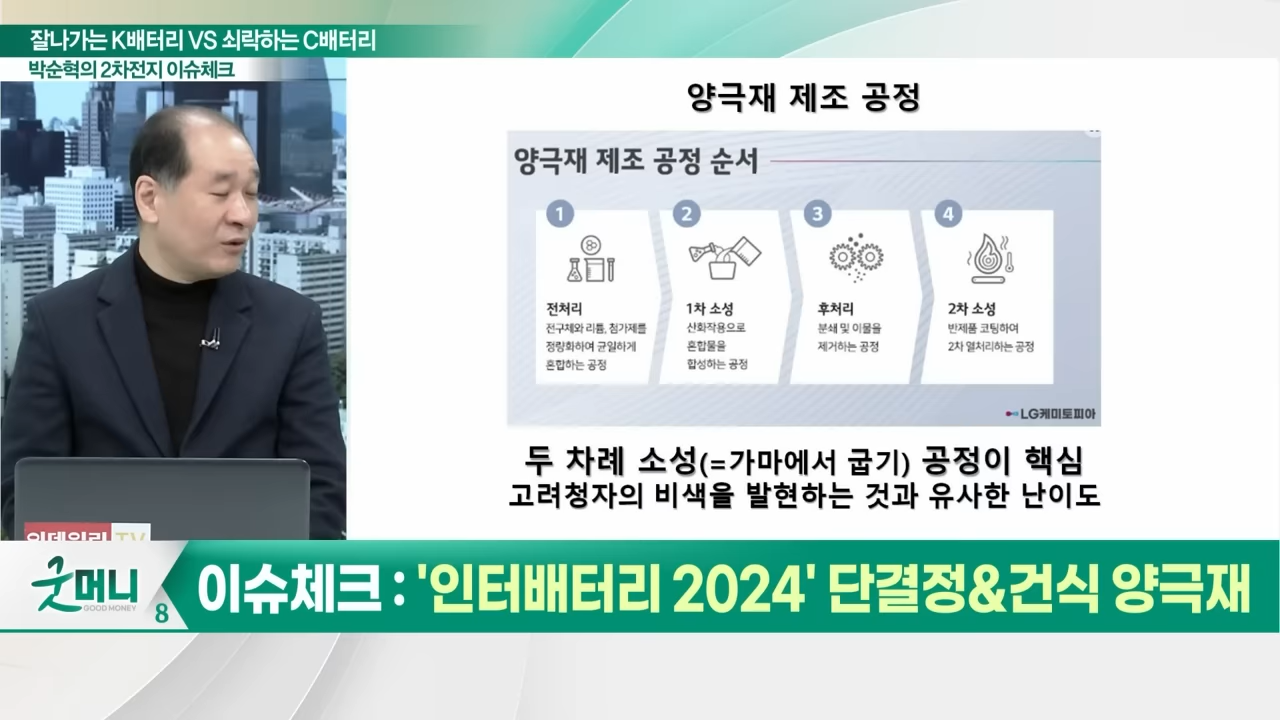 잘나가는 K배터리 VS 쇠락하는 C배터리
박순혁의 2차전지 이슈체크
양극재 제조 공정
양극재 제조 공정 순서
1
전처리
전구체와 리튬, 첨가제를
정량화하여 균일하게
혼합하는 공정
2
1차 소성
산화작용으로
혼합물을
합성하는 공정
3
후처리
분쇄 및 이물을
제거하는 공정
4
2차 소성
반제품 코팅하여
2차 열처리하는 공정
LG케미토피아
두 차례 소성(=가마에서 굽기) 공정이 핵심
고려청자의 비색을 발현하는 것과 유사한 난이도
이데일리 TV
굿머니
GOOD MONEY
8
이슈체크 : '인터배터리 2024' 단결정&건식 양극재